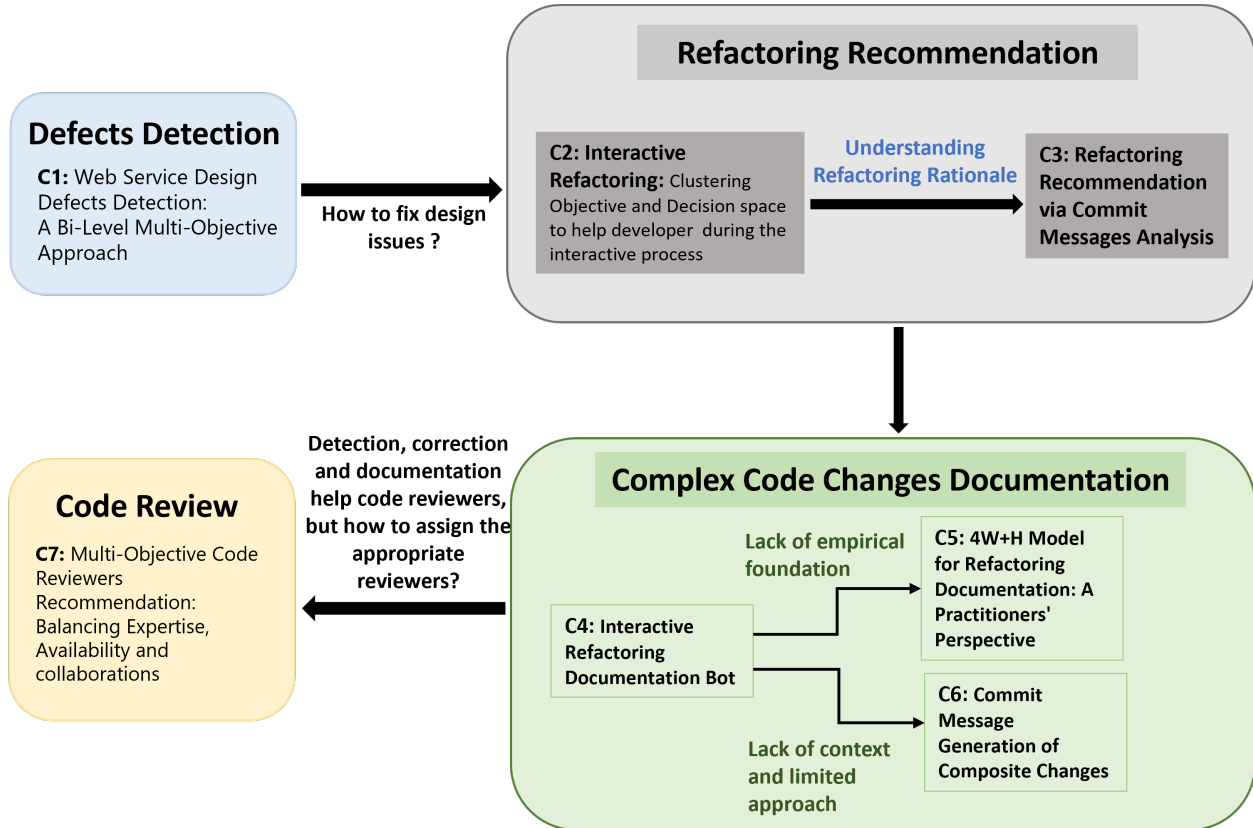 Defects Detection
C1: Web Service Design
Defects Detection:
A Bi-Level Multi-Objective
Approach
How to fix design
issues ?
Refactoring Recommendation
C2: Interactive
Refactoring: Clustering
Objective and Decision space
to help developer during the
interactive process
Understanding
Refactoring Rationale
C3: Refactoring
Recommendation
via Commit
Messages Analysis
Complex Code Changes Documentation
C4: Interactive
Refactoring
Documentation Bot
Lack of empirical
foundation
C5: 4W+H Model
for Refactoring
Documentation: A
Practitioners'
Perspective
Lack of context
and limited
approach
C6: Commit
Message
Generation of
Composite Changes
Detection, correction
and documentation
help code reviewers,
but how to assign the
appropriate
reviewers?
Code Review
C7: Multi-Objective Code
Reviewers
Recommendation:
Balancing Expertise,
Availability and
collaborations